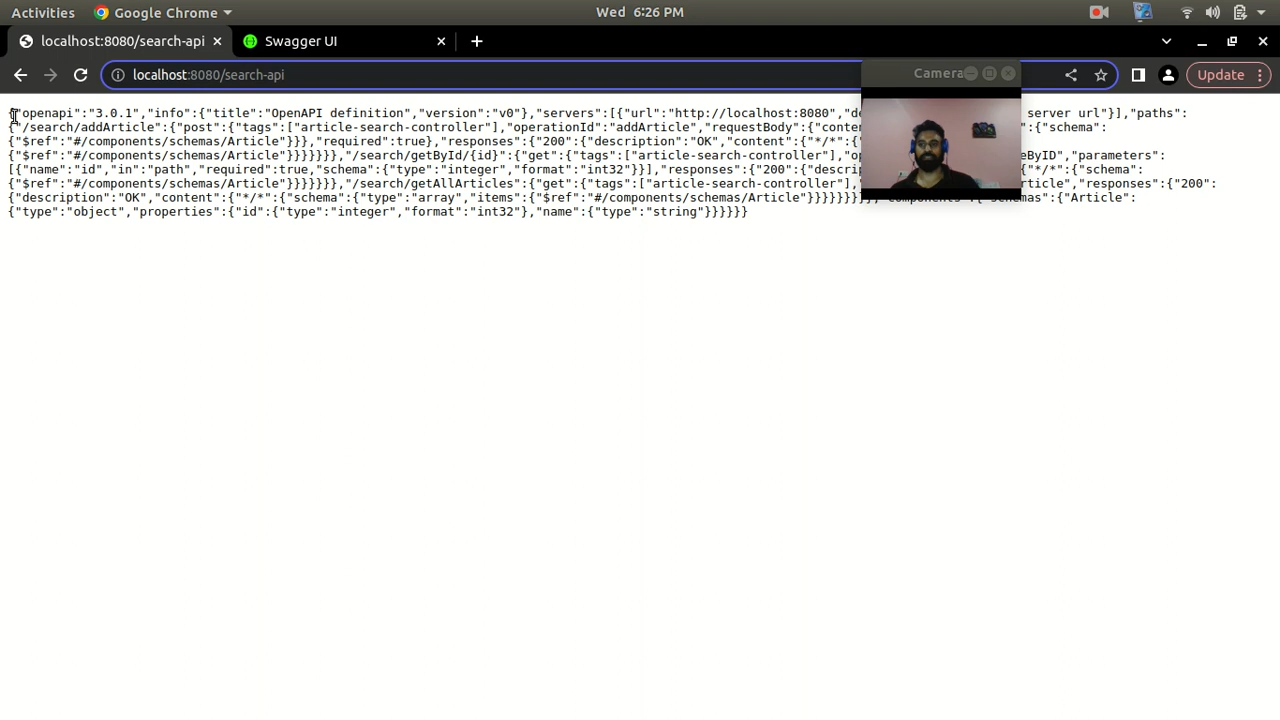 Activities Google Chrome Wed 6:26 PM
localhost:8080/search-api Swagger UI
localhost:8080/search-api Update
Camera
{"openapi":"3.0.1","info":{"title":"OpenAPI definition","version":"v0"},"servers":[{"url":"http://localhost:8080","de server url"}],"paths":
{"/search/addArticle":{"post":{"tags":["article-search-controller"],"operationId":"addArticle","requestBody":{"conten {"schema":
{"$ref":"#/components/schemas/Article"}}},"required":true},"responses":{"200":{"description":"OK","content":{"*/*":{"
{"$ref":"#/components/schemas/Article"}}}}}}},"/search/getById/{id}":{"get":{"tags":["article-search-controller"],"op eByID","parameters":
[{"name":"id","in":"path","required":true,"schema":{"type":"integer","format":"int32"}}],"responses":{"200":{"descrip {"*/*":{"schema":
{"$ref":"#/components/schemas/Article"}}}}}}},"/search/getAllArticles":{"get":{"tags":["article-search-controller"], rticle","responses":{"200":
{"description":"OK","content":{"*/*":{"schema":{"type":"array","items":{"$ref":"#/components/schemas/Article"}}}}}}}}},"components":{"schemas":{"Article":
{"type":"object","properties":{"id":{"type":"integer","format":"int32"},"name":{"type":"string"}}}}}}